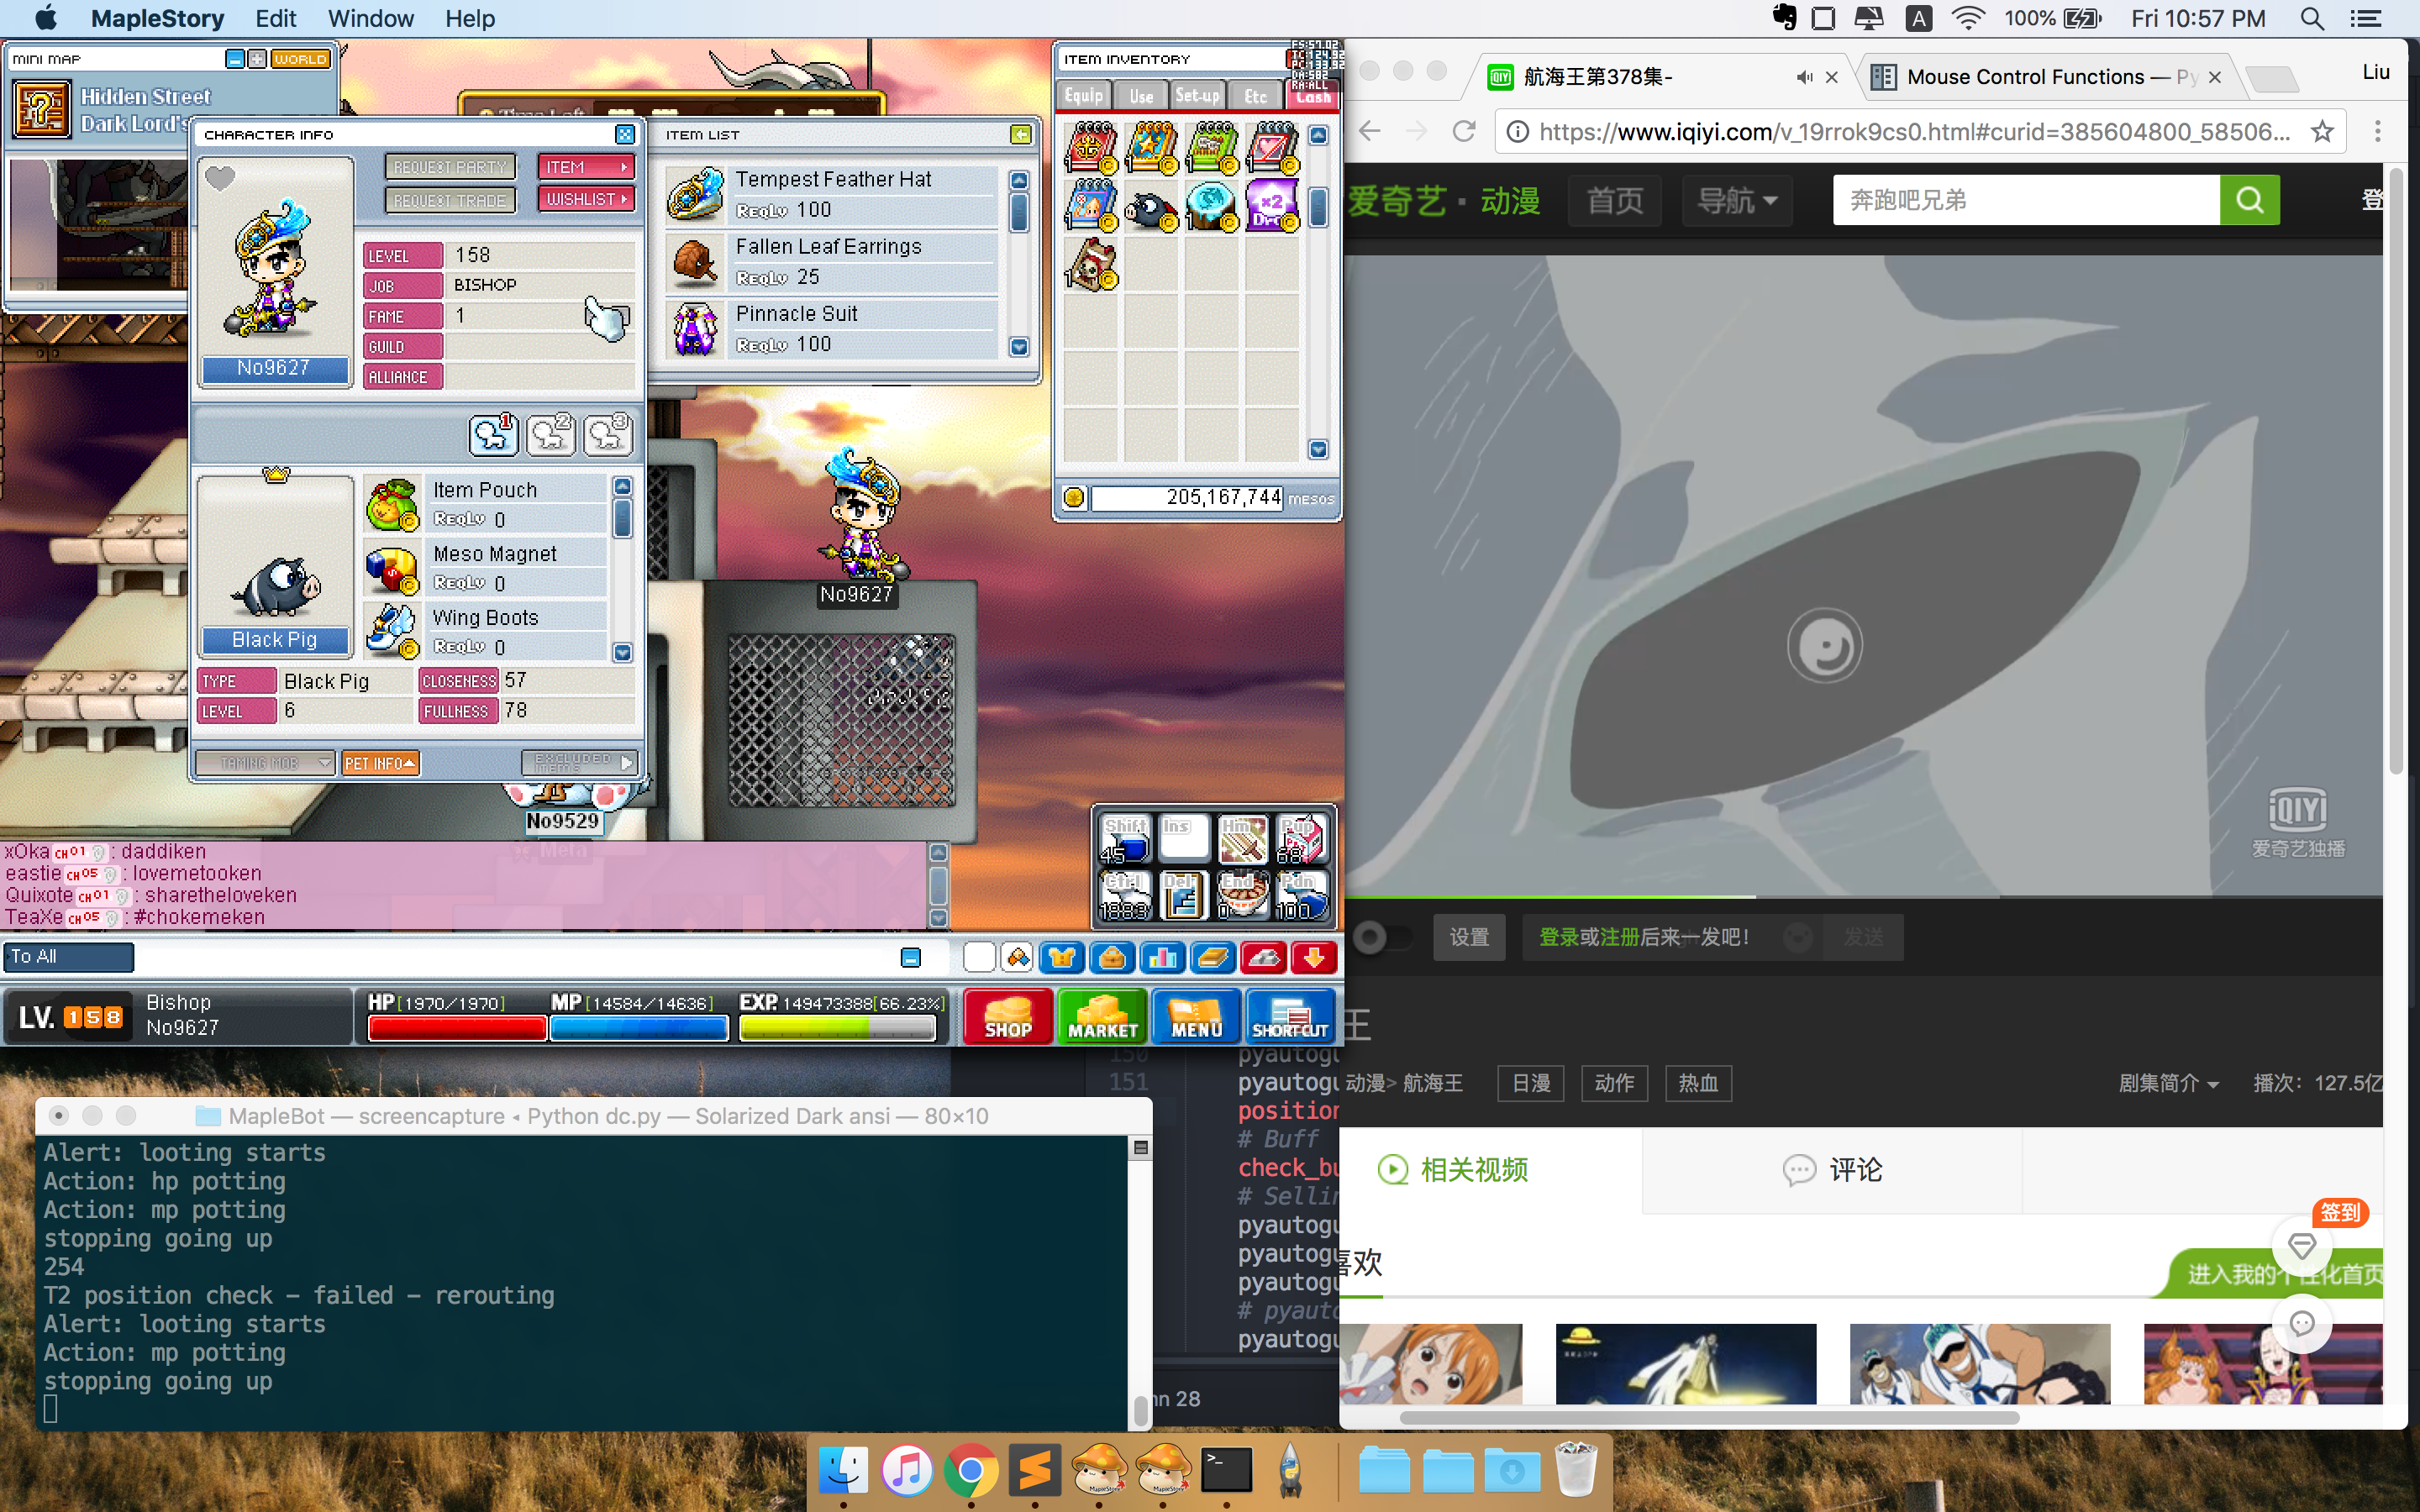 MapleStory Edit Window Help
A 100% Fri 10:57 PM
MINI MAP WORLD
Hidden Street
Dark Lord's
CHARACTER INFO
REQUEST PARTY ITEM
REQUEST TRADE WISHLIST
LEVEL 158
JOB BISHOP
FAME 1
GUILD
ALLIANCE
No9627
1 2 3
Item Pouch
ReqLv 0
Meso Magnet
ReqLv 0
Wing Boots
ReqLv 0
Black Pig
TYPE Black Pig CLOSENESS 57
LEVEL 6 FULLNESS 78
TAMING MOB PET INFO EXCLUDED ITEMS
ITEM LIST
Tempest Feather Hat
ReqLv 100
Fallen Leaf Earrings
ReqLv 25
Pinnacle Suit
ReqLv 100
ITEM INVENTORY
Equip Use Set-up Etc Cash
205,167,744 MESOS
No9627
No9529
Shift Ins Hm Pup
45 68
Ctrl Del End Pdn
1883 0 100
xOka CH01 : daddiken
eastie CH05 : lovemetooken
Quixote CH01 : sharetheloveken
TeaXe CH05 : #chokemeken
To All
LV. 158 Bishop
No9627
HP[1970/1970] MP[14584/14636] EXP. 149473388[66.23%]
SHOP MARKET MENU SHORTCUT
MapleBot — screencapture ◂ Python dc.py — Solarized Dark ansi — 80×10
Alert: looting starts
Action: hp potting
Action: mp potting
stopping going up
254
T2 position check - failed - rerouting
Alert: looting starts
Action: mp potting
stopping going up
150 pyautogu
151 pyautogu
position
# Buff
check_bu
# Sellin
pyautogu
pyautogu
pyautogu
# pyauto
pyautogu
mn 28
航海王第378集- Mouse Control Functions — Py Liu
https://www.iqiyi.com/v_19rrok9cs0.html#curid=385604800_58506...
爱奇艺·动漫 首页 导航 奔跑吧兄弟 登
iQIYI
爱奇艺独播
设置 登录或注册后来一发吧! 发送
王
动漫> 航海王 日漫 动作 热血 剧集简介 播次：127.5亿
相关视频 评论
签到
喜欢 进入我的个性化首页